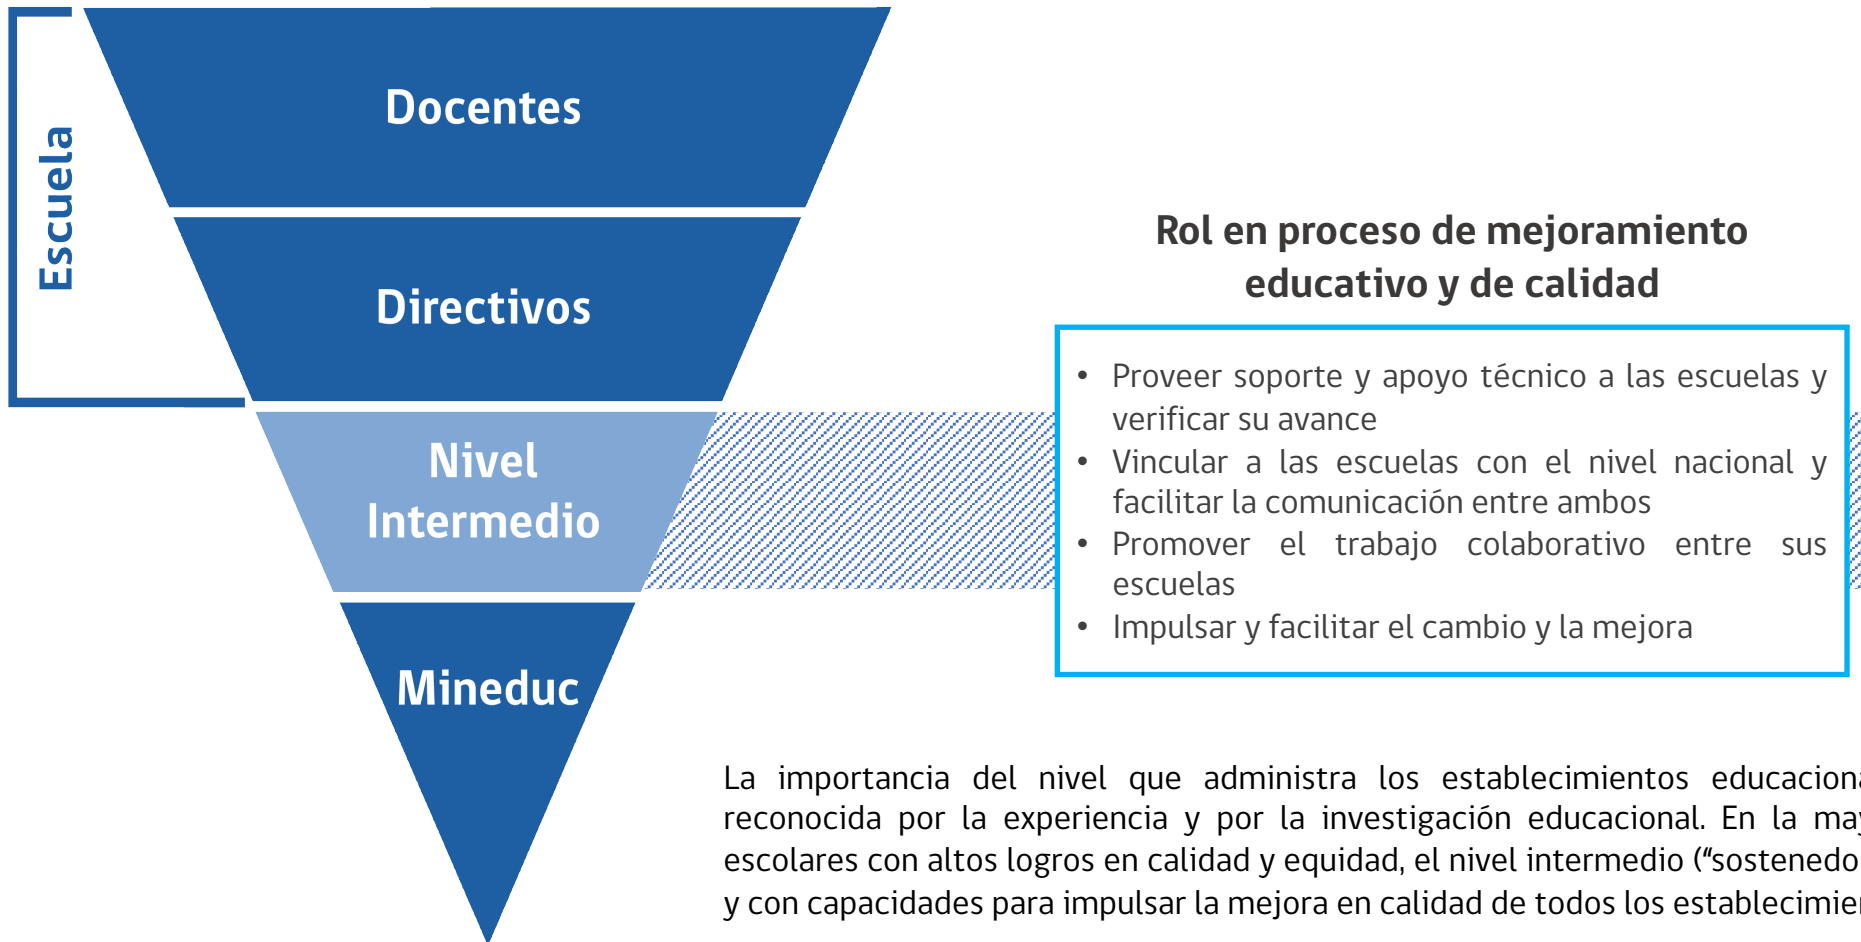 Escuela
Docentes
Directivos
Nivel
Intermedio
Mineduc
Rol en proceso de mejoramiento
educativo y de calidad
• Proveer soporte y apoyo técnico a las escuelas y
verificar su avance
• Vincular a las escuelas con el nivel nacional y
facilitar la comunicación entre ambos
• Promover el trabajo colaborativo entre sus
escuelas
• Impulsar y facilitar el cambio y la mejora
La importancia del nivel que administra los establecimientos
reconocida por la experiencia y por la investigación educacional. En la
escolares con altos logros en calidad y equidad, el nivel intermedio
y con capacidades para impulsar la mejora en calidad de todos los